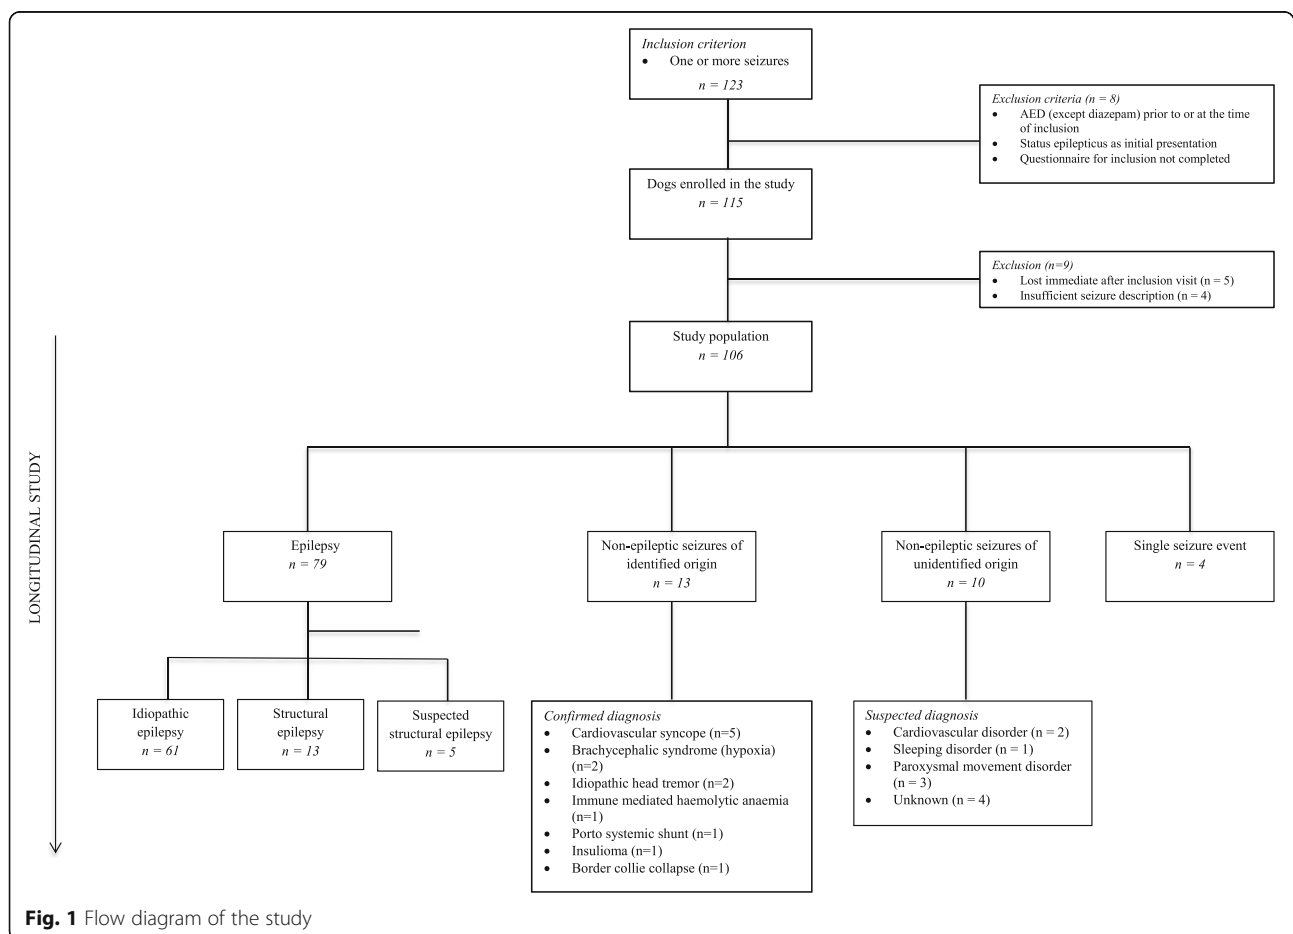 Inclusion criterion
• One or more seizures
n = 123
Exclusion criteria (n = 8)
• AED (except diazepam) prior to or at the time
of inclusion
• Status epilepticus as initial presentation
• Questionnaire for inclusion not completed
Dogs enrolled in the study
n = 115
Exclusion (n=9)
• Lost immediate after inclusion visit (n = 5)
• Insufficient seizure description (n = 4)
Study population
n = 106
LONGITUDINAL STUDY
Epilepsy
n = 79
Non-epileptic seizures of
identified origin
n = 13
Non-epileptic seizures of
unidentified origin
n = 10
Single seizure event
n = 4
Idiopathic
epilepsy
n = 61
Structural
epilepsy
n = 13
Suspected
structural epilepsy
n = 5
Confirmed diagnosis
• Cardiovascular syncope (n=5)
• Brachycephalic syndrome (hypoxia)
(n=2)
• Idiopathic head tremor (n=2)
• Immune mediated haemolytic anaemia
(n=1)
• Porto systemic shunt (n=1)
• Insulioma (n=1)
• Border collie collapse (n=1)
Suspected diagnosis
• Cardiovascular disorder (n = 2)
• Sleeping disorder (n = 1)
• Paroxysmal movement disorder
(n = 3)
• Unknown (n = 4)
Fig. 1 Flow diagram of the study